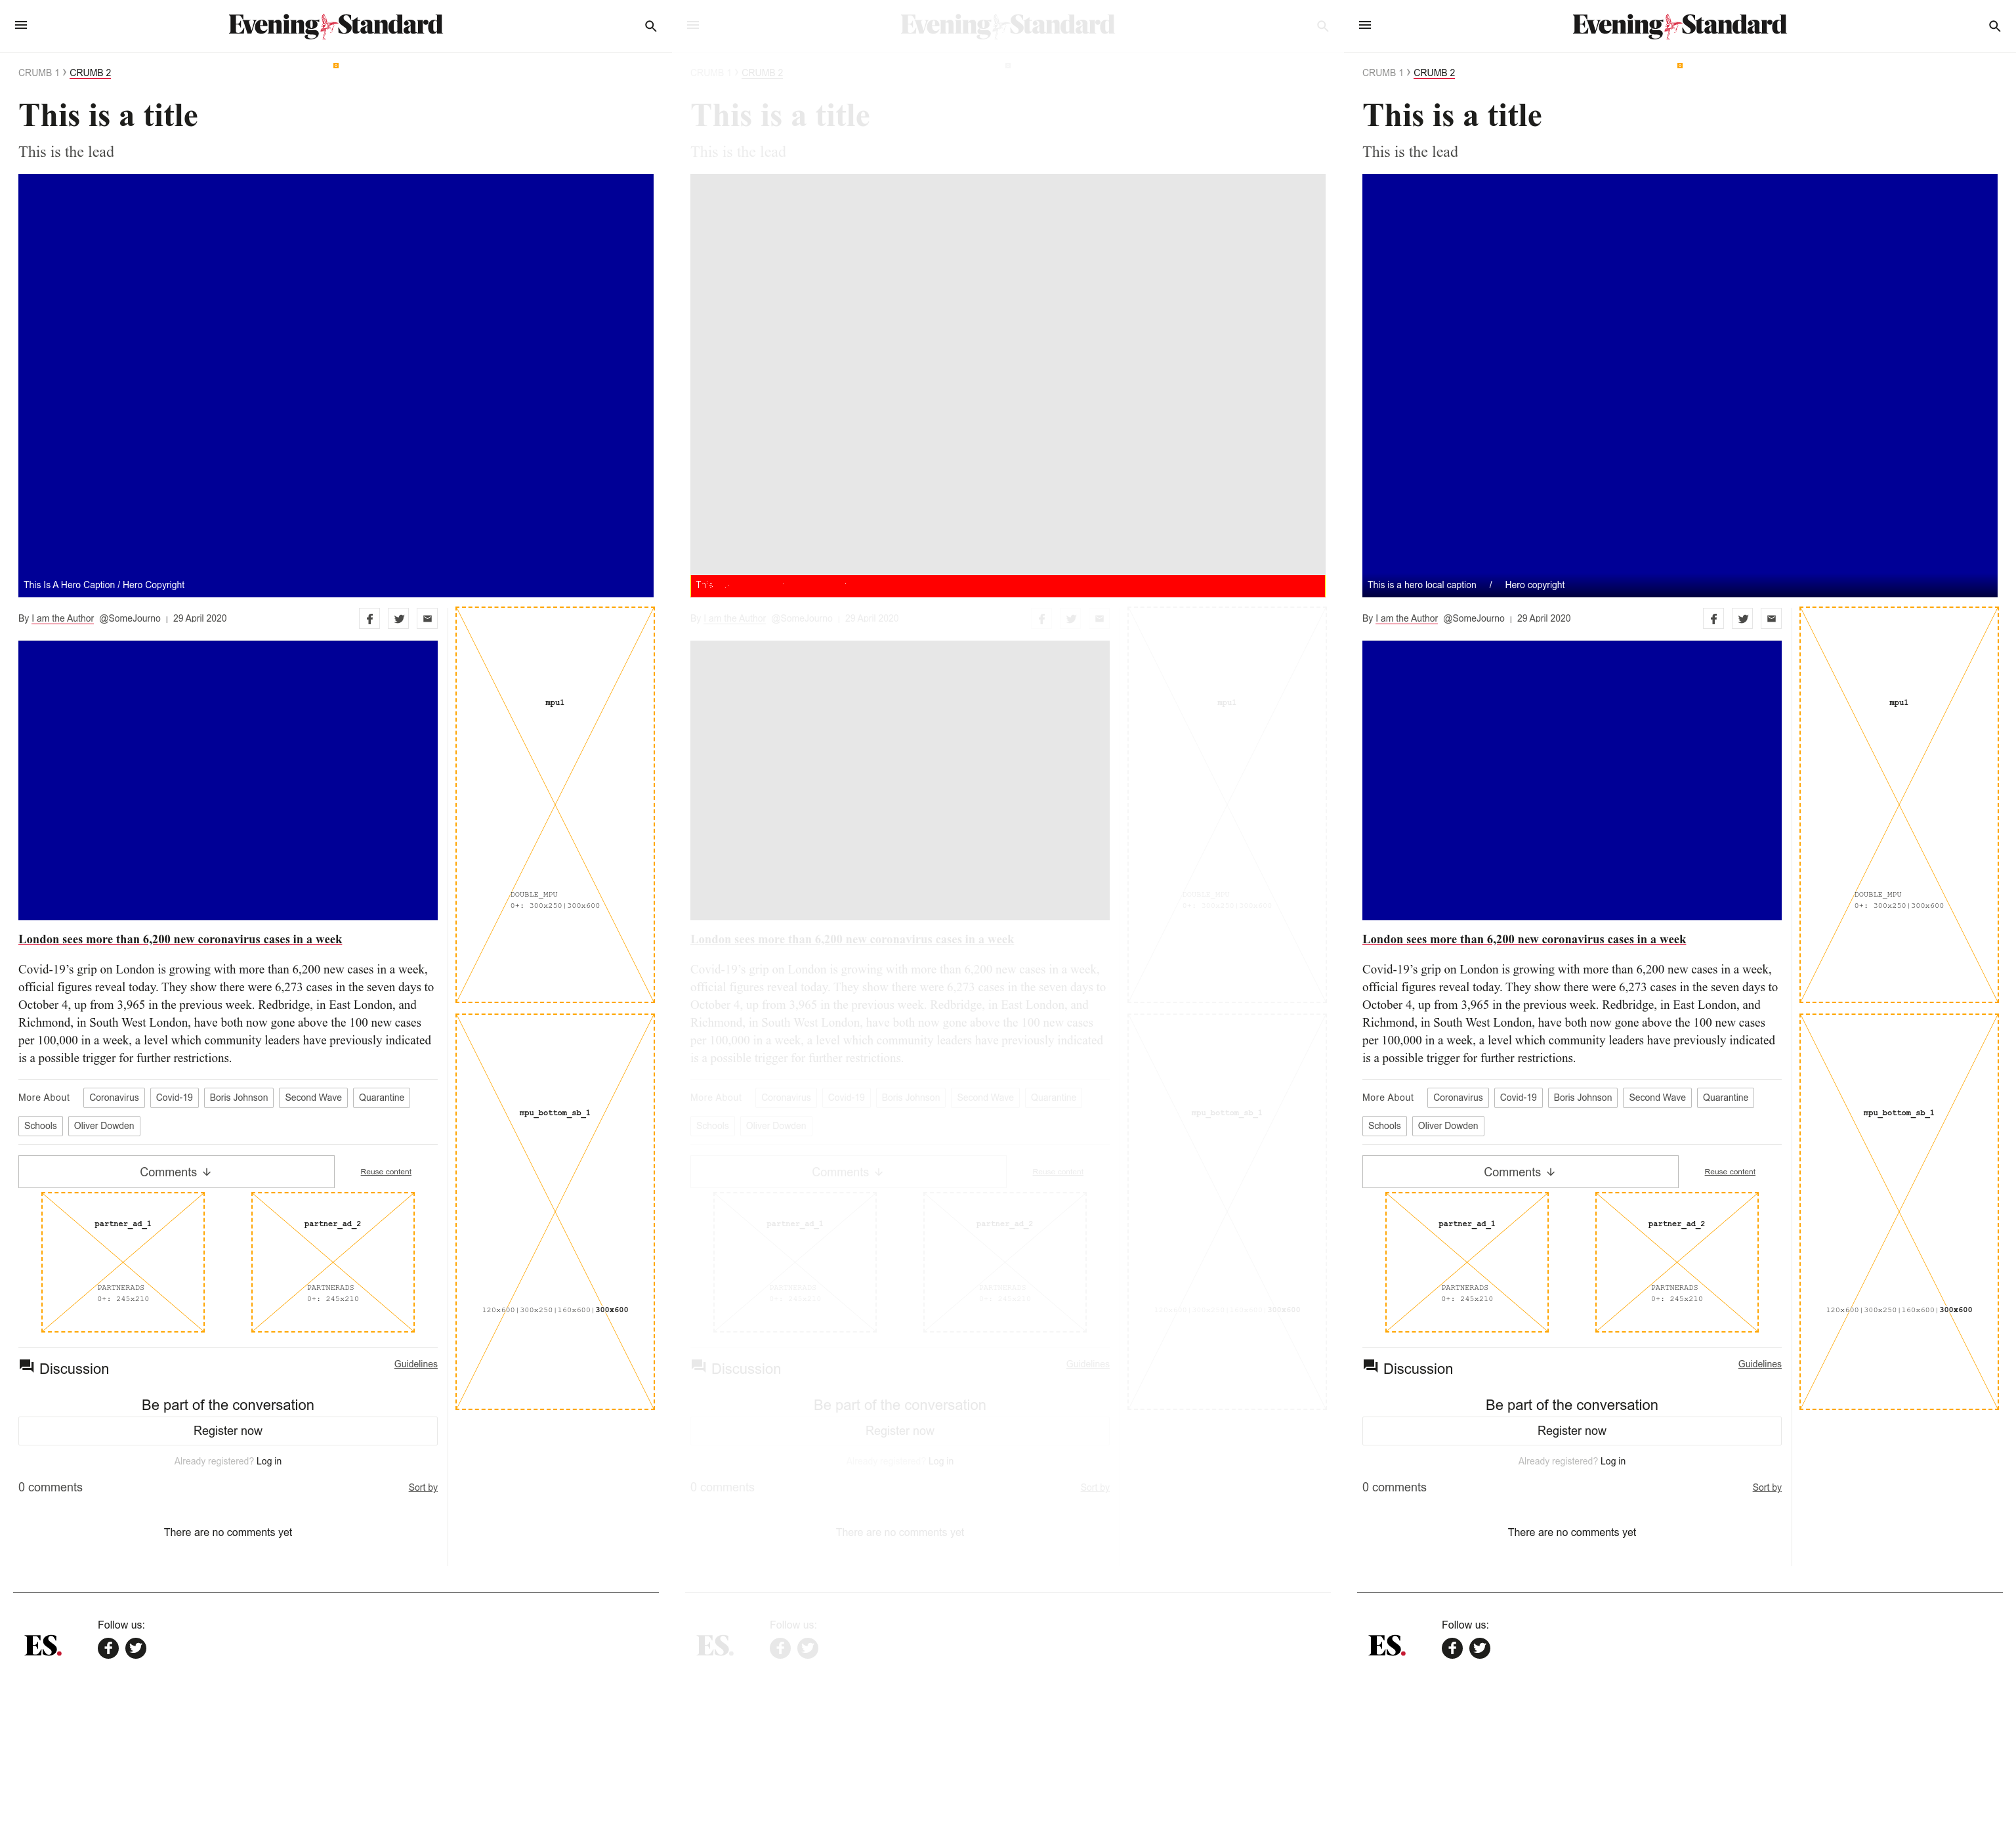 Evening Standard
CRUMB 1 › CRUMB 2
This is a title
This is the lead
This Is A Hero Caption / Hero Copyright
By I am the Author @SomeJourno | 29 April 2020
mpu1
DOUBLE_MPU
0+: 300x250|300x600
London sees more than 6,200 new coronavirus cases in a week
Covid-19’s grip on London is growing with more than 6,200 new cases in a week,
official figures reveal today. They show there were 6,273 cases in the seven days to
October 4, up from 3,965 in the previous week. Redbridge, in East London, and
Richmond, in South West London, have both now gone above the 100 new cases
per 100,000 in a week, a level which community leaders have previously indicated
is a possible trigger for further restrictions.
More About Coronavirus Covid-19 Boris Johnson Second Wave Quarantine
Schools Oliver Dowden
mpu_bottom_sb_1
120x600|300x250|160x600|300x600
Comments
Reuse content
partner_ad_1
PARTNERADS
0+: 245x210
partner_ad_2
PARTNERADS
0+: 245x210
Discussion
Guidelines
Be part of the conversation
Register now
Already registered? Log in
0 comments
Sort by
There are no comments yet
ES.
Follow us:
Evening Standard
CRUMB 1 › CRUMB 2
This is a title
This is the lead
By I am the Author @SomeJourno | 29 April 2020
mpu1
London sees more than 6,200 new coronavirus cases in a week
Covid-19’s grip on London is growing with more than 6,200 new cases in a week,
official figures reveal today. They show there were 6,273 cases in the seven days to
October 4, up from 3,965 in the previous week. Redbridge, in East London, and
Richmond, in South West London, have both now gone above the 100 new cases
per 100,000 in a week, a level which community leaders have previously indicated
is a possible trigger for further restrictions.
More About Coronavirus Covid-19 Boris Johnson Second Wave Quarantine
Schools Oliver Dowden
mpu_bottom_sb_1
Comments
Reuse content
partner_ad_1
partner_ad_2
Discussion
Guidelines
Be part of the conversation
Register now
Log in
0 comments
Sort by
There are no comments yet
ES.
Follow us:
Evening Standard
CRUMB 1 › CRUMB 2
This is a title
This is the lead
This is a hero local caption / Hero copyright
By I am the Author @SomeJourno | 29 April 2020
mpu1
DOUBLE_MPU
0+: 300x250|300x600
London sees more than 6,200 new coronavirus cases in a week
Covid-19’s grip on London is growing with more than 6,200 new cases in a week,
official figures reveal today. They show there were 6,273 cases in the seven days to
October 4, up from 3,965 in the previous week. Redbridge, in East London, and
Richmond, in South West London, have both now gone above the 100 new cases
per 100,000 in a week, a level which community leaders have previously indicated
is a possible trigger for further restrictions.
More About Coronavirus Covid-19 Boris Johnson Second Wave Quarantine
Schools Oliver Dowden
mpu_bottom_sb_1
120x600|300x250|160x600|300x600
Comments
Reuse content
partner_ad_1
PARTNERADS
0+: 245x210
partner_ad_2
PARTNERADS
0+: 245x210
Discussion
Guidelines
Be part of the conversation
Register now
Already registered? Log in
0 comments
Sort by
There are no comments yet
ES.
Follow us: